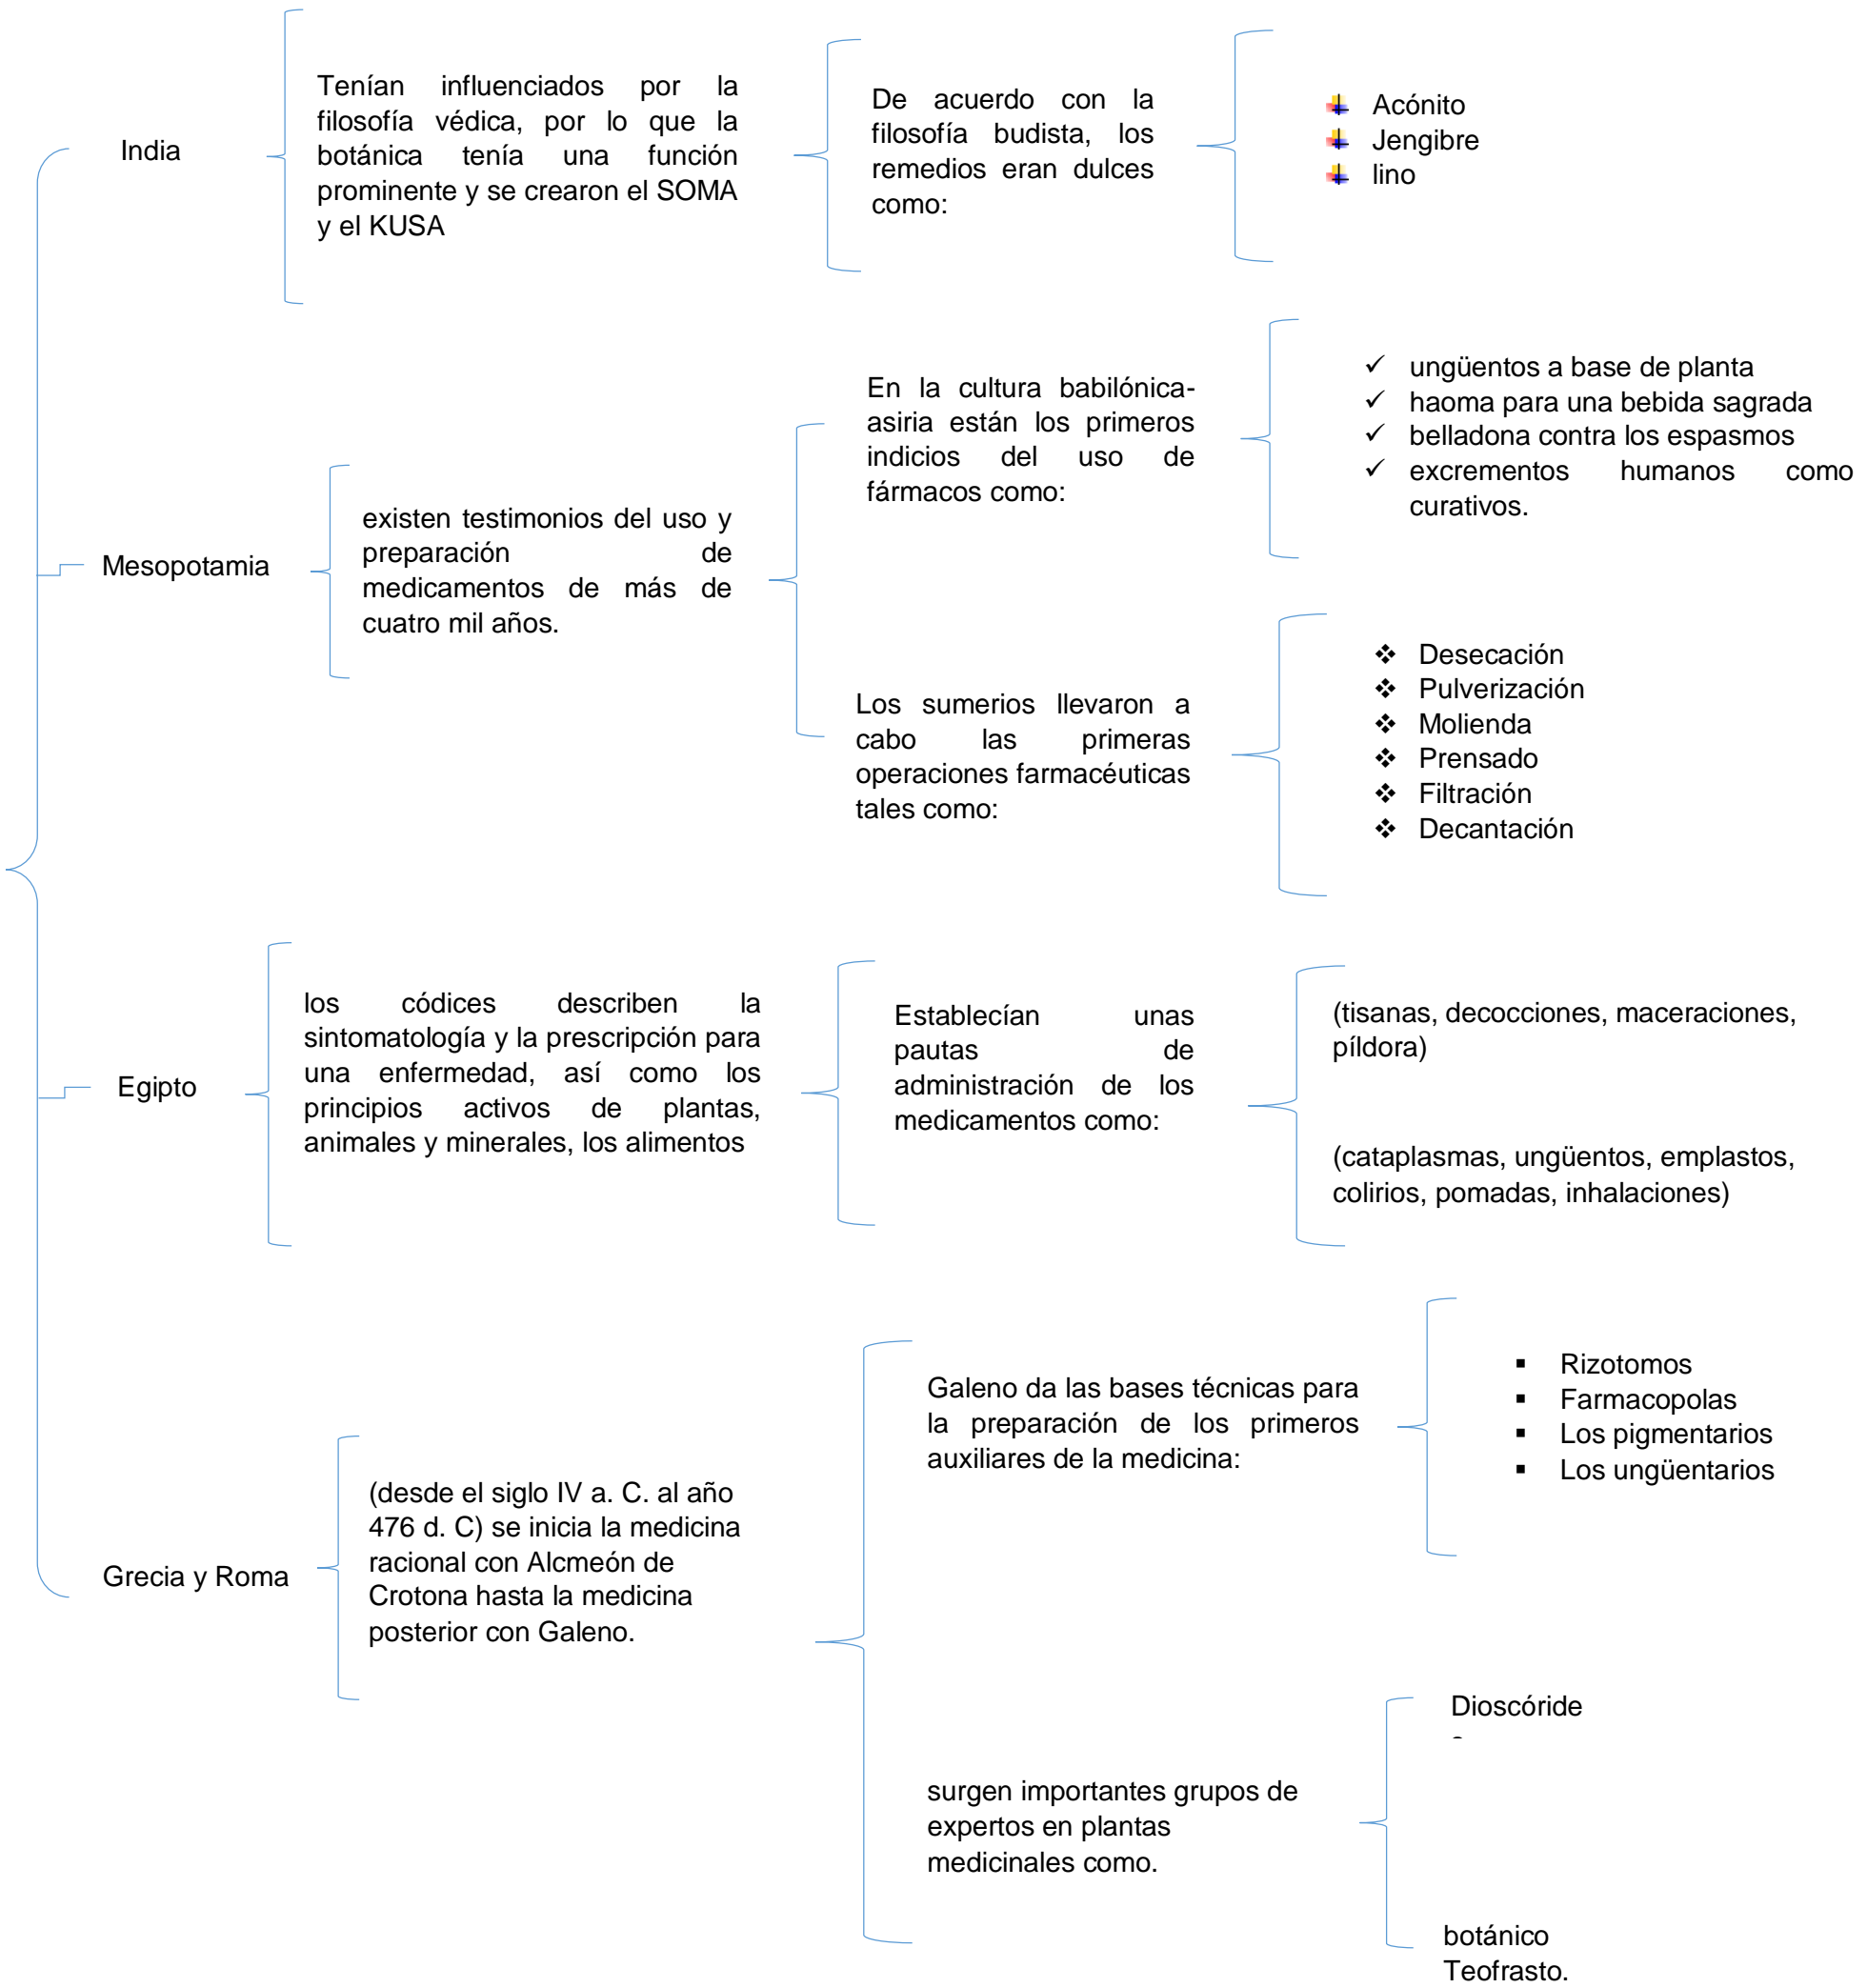 India
Tenían influenciados por la
filosofía védica, por lo que la
botánica tenía una función
prominente y se crearon el SOMA
y el KUSA
De acuerdo con la
filosofía budista, los
remedios eran dulces
como:
Acónito
Jengibre
lino
Mesopotamia
existen testimonios del uso y
preparación de
medicamentos de más de
cuatro mil años.
En la cultura babilónica-
asiria están los primeros
indicios del uso de
fármacos como:
✓ ungüentos a base de planta
✓ haoma para una bebida sagrada
✓ belladona contra los espasmos
✓ excrementos humanos como
curativos.
Los sumerios llevaron a
cabo las primeras
operaciones farmacéuticas
tales como:
❖ Desecación
❖ Pulverización
❖ Molienda
❖ Prensado
❖ Filtración
❖ Decantación
Egipto
los códices describen la
sintomatología y la prescripción para
una enfermedad, así como los
principios activos de plantas,
animales y minerales, los alimentos
Establecían unas
pautas de
administración de los
medicamentos como:
(tisanas, decocciones, maceraciones,
píldora)
(cataplasmas, ungüentos, emplastos,
colirios, pomadas, inhalaciones)
Grecia y Roma
(desde el siglo IV a. C. al año
476 d. C) se inicia la medicina
racional con Alcmeón de
Crotona hasta la medicina
posterior con Galeno.
Galeno da las bases técnicas para
la preparación de los primeros
auxiliares de la medicina:
▪ Rizotomos
▪ Farmacopolas
▪ Los pigmentarios
▪ Los ungüentarios
surgen importantes grupos de
expertos en plantas
medicinales como.
Dioscóride
botánico
Teofrasto.